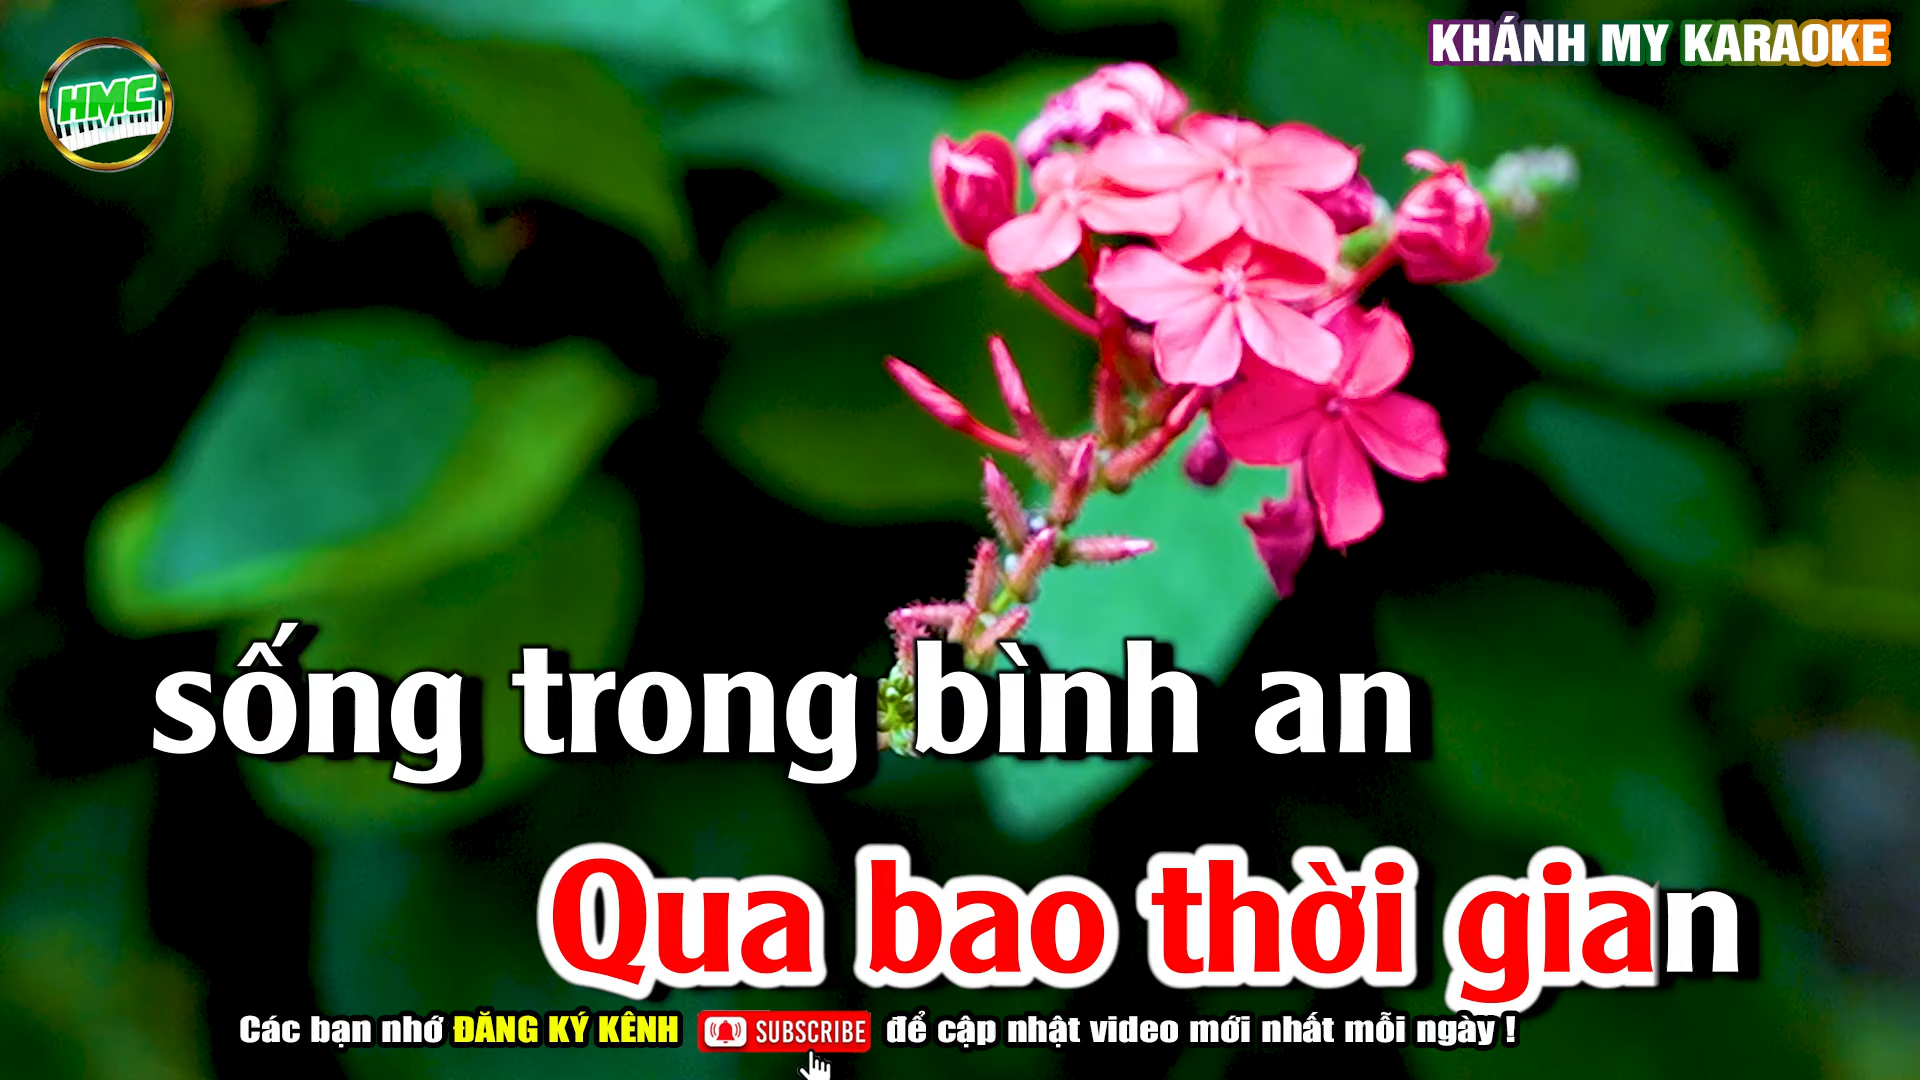 KHÁNH MY KARAOKE
HMC
sống trong bình an
Qua bao thời gian
Các bạn nhớ ĐĂNG KÝ KÊNH SUBSCRIBE để cập nhật video mới nhất mỗi ngày !